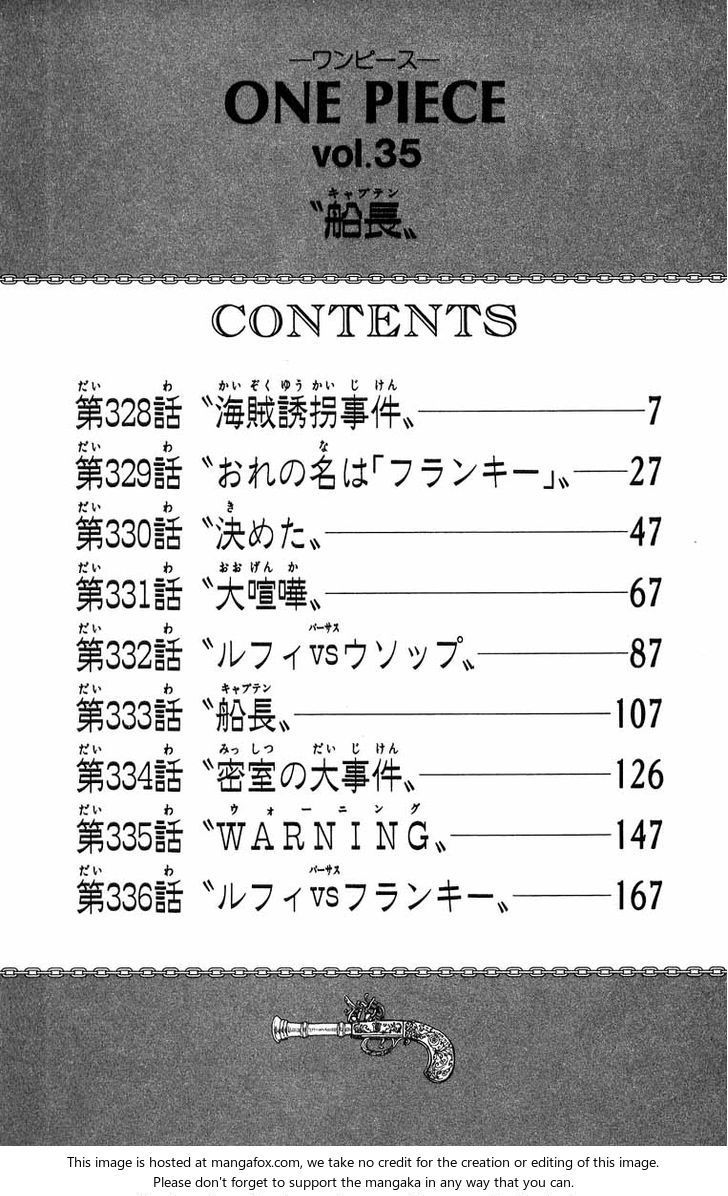 ―ワンピース―
ONE PIECE
vol.35
キャプテン
〝船長〟
CONTENTS
だい わ かいぞくゆうかいじけん
第328話 〝海賊誘拐事件〟 7
だい わ な
第329話 〝おれの名は「フランキー」〟 27
だい わ き
第330話 〝決めた〟 47
だい わ おおげんか
第331話 〝大喧嘩〟 67
だい わ バーサス
第332話 〝ルフィvsウソップ〟 87
だい わ キャプテン
第333話 〝船長〟 107
だい わ みっしつ だいじけん
第334話 〝密室の大事件〟 126
だい わ ウォーニング
第335話 〝WARNING〟 147
だい わ バーサス
第336話 〝ルフィvsフランキー〟 167
This image is hosted at mangafox.com, we take no credit for the creation or editing of this image.
Please don't forget to support the mangaka in any way that you can.